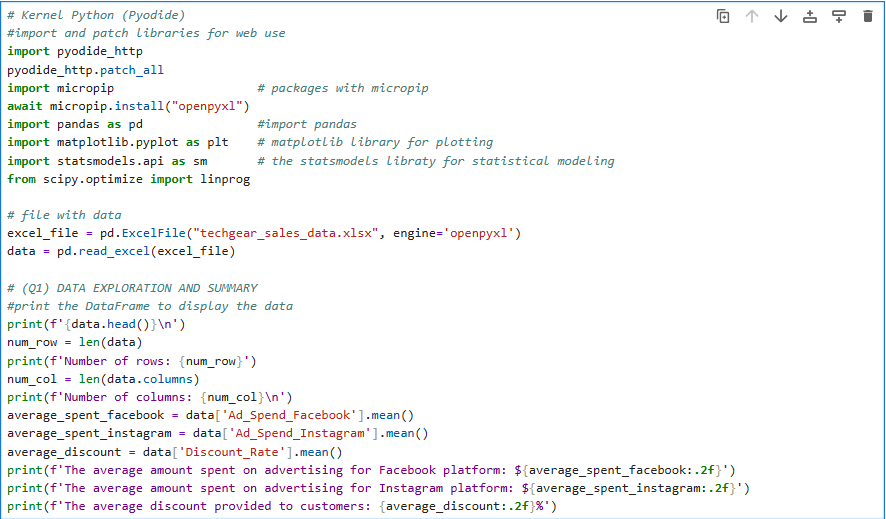 # Kernel Python (Pyodide)
#import and patch libraries for web use
import pyodide_http
pyodide_http.patch_all
import micropip                    # packages with micropip
await micropip.install("openpyxl")
import pandas as pd                #import pandas
import matplotlib.pyplot as plt    # matplotlib library for plotting
import statsmodels.api as sm       # the statsmodels libraty for statistical modeling
from scipy.optimize import linprog

# file with data
excel_file = pd.ExcelFile("techgear_sales_data.xlsx", engine='openpyxl')
data = pd.read_excel(excel_file)

# (Q1) DATA EXPLORATION AND SUMMARY
#print the DataFrame to display the data
print(f'{data.head()}\n')
num_row = len(data)
print(f'Number of rows: {num_row}')
num_col = len(data.columns)
print(f'Number of columns: {num_col}\n')
average_spent_facebook = data['Ad_Spend_Facebook'].mean()
average_spent_instagram = data['Ad_Spend_Instagram'].mean()
average_discount = data['Discount_Rate'].mean()
print(f'The average amount spent on advertising for Facebook platform: ${average_spent_facebook:.2f}')
print(f'The average amount spent on advertising for Instagram platform: ${average_spent_instagram:.2f}')
print(f'The average discount provided to customers: {average_discount:.2f}%')